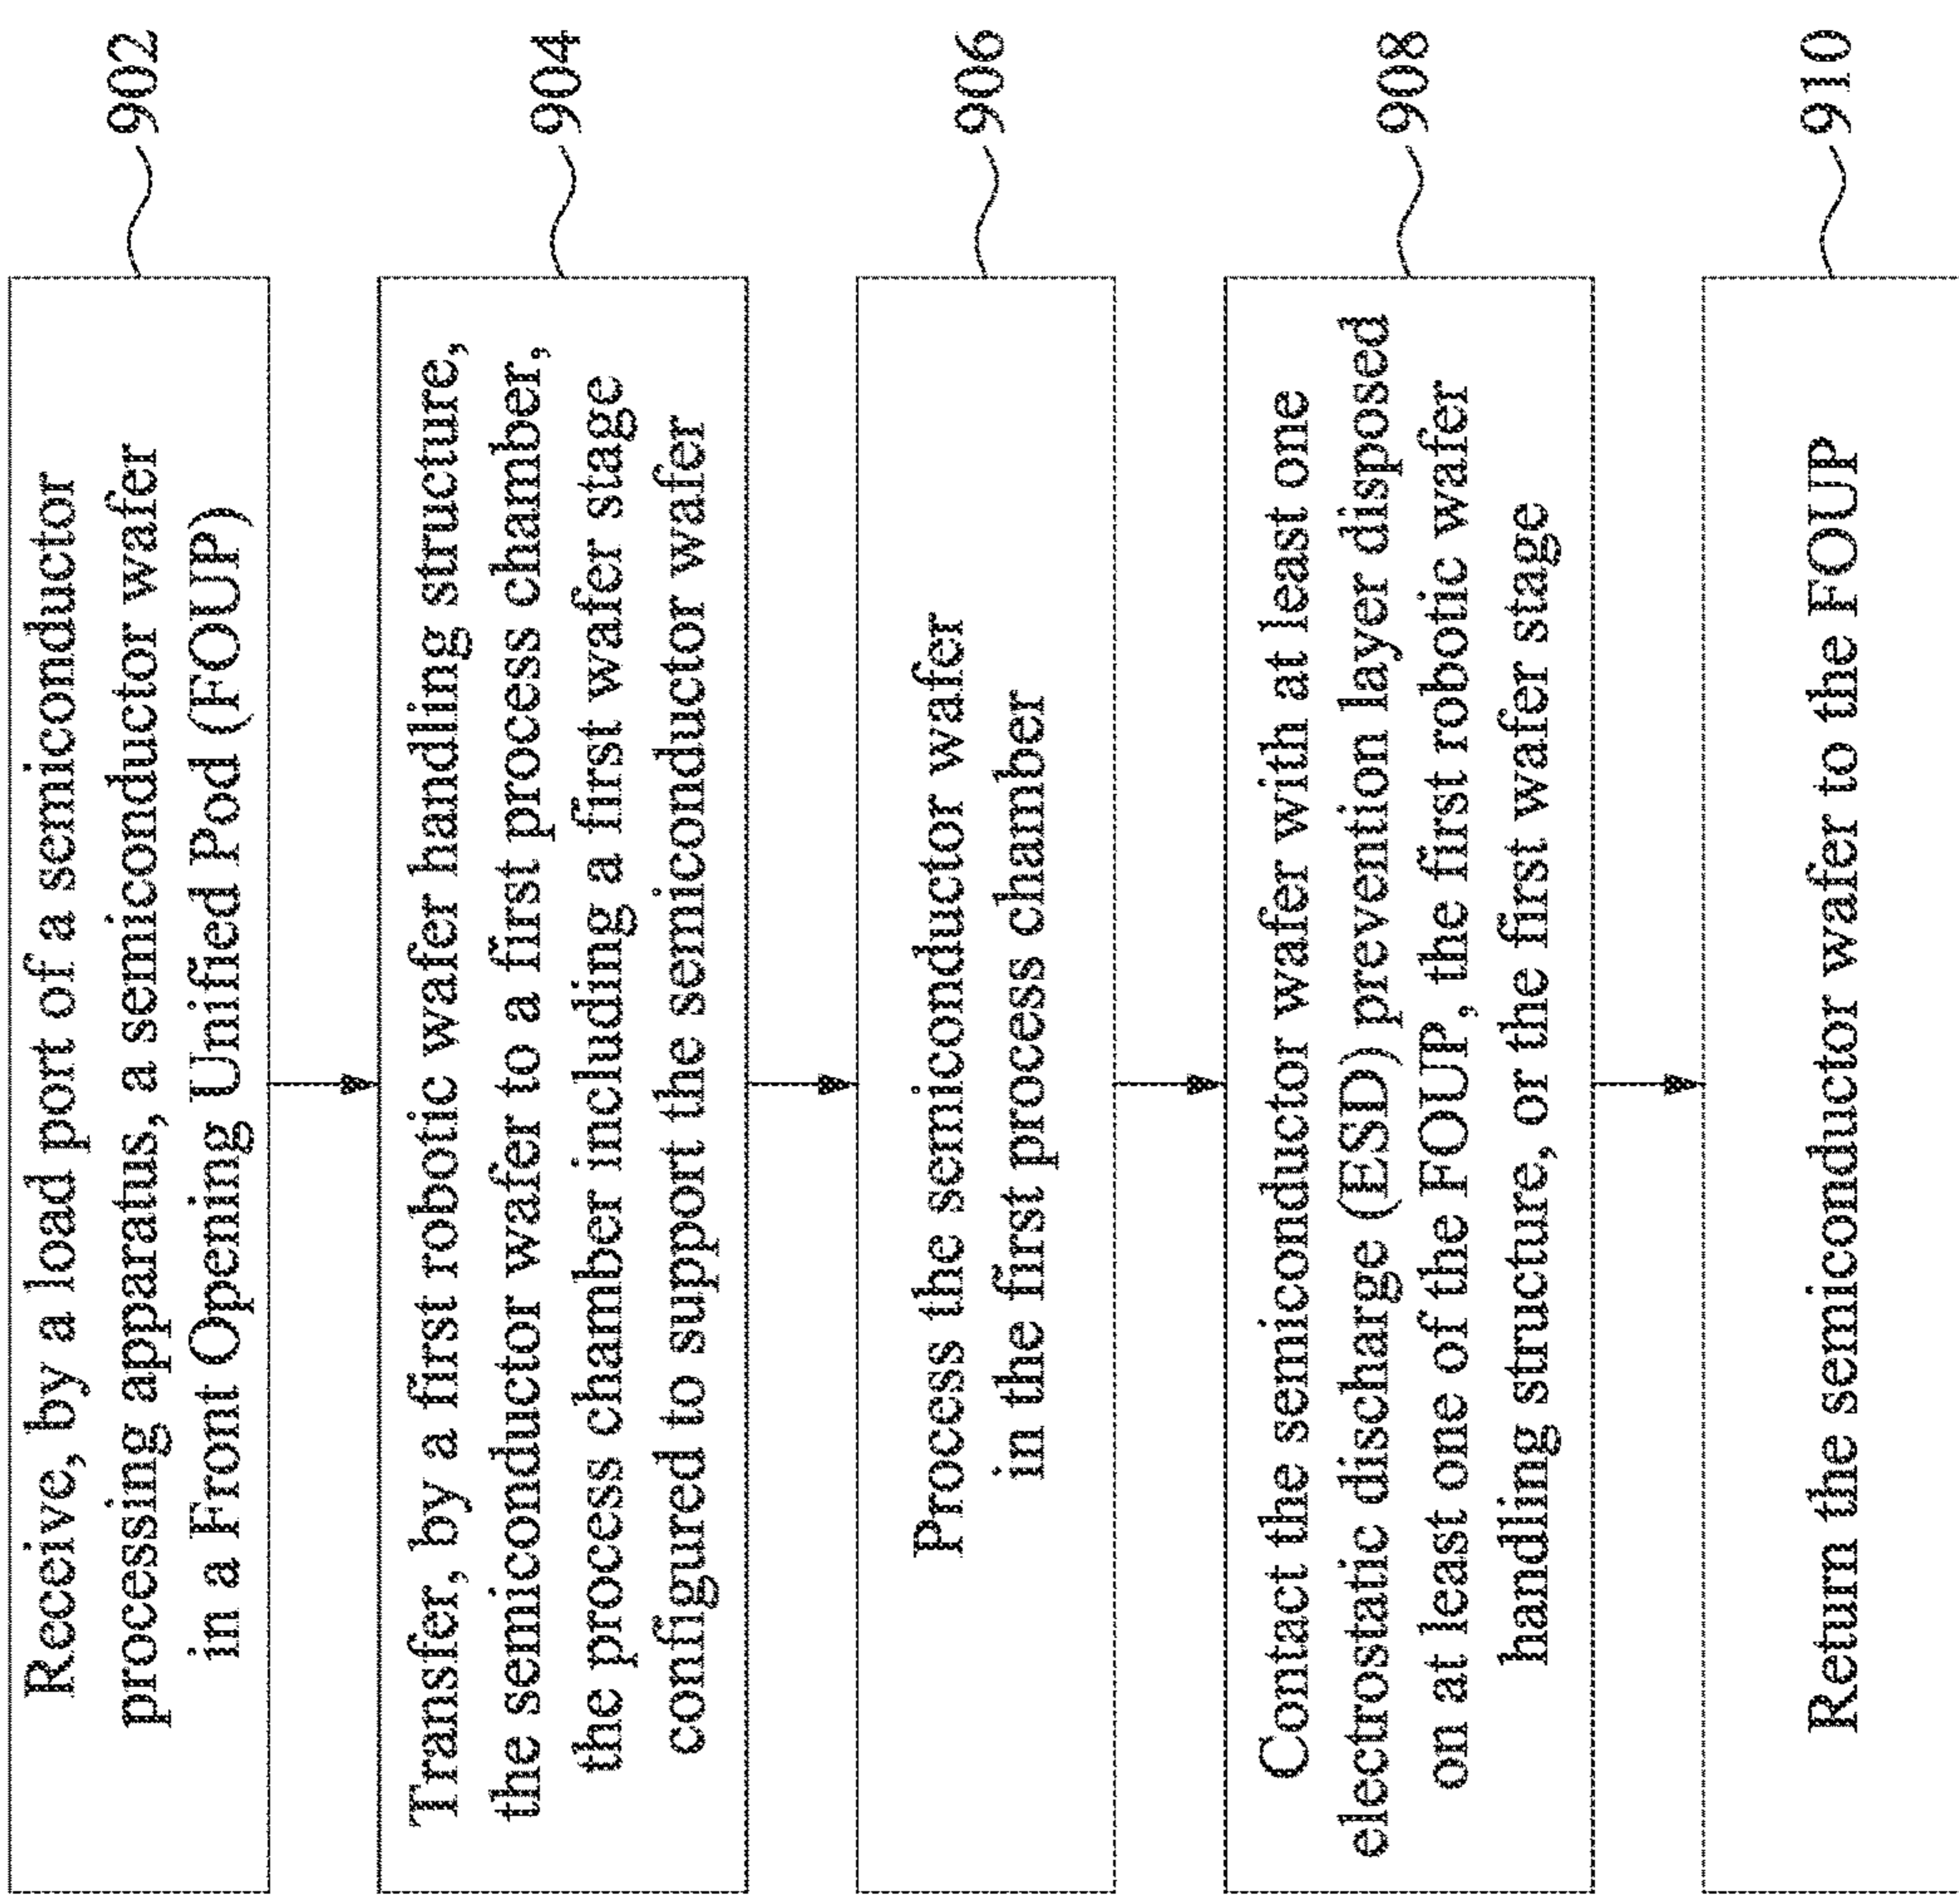 Receive, by a load port of a semiconductor
processing apparatus, a semiconductor wafer
in a Front Opening Unified Pod (FOUP)
902
Transfer, by a first robotic wafer handling structure,
the semiconductor wafer to a first process chamber,
the process chamber including a first wafer stage
configured to support the semiconductor wafer
904
Process the semiconductor wafer
in the first process chamber
906
Contact the semiconductor wafer with at least one
electrostatic discharge (ESD) prevention layer disposed
on at least one of the FOUP, the first robotic wafer
handling structure, or the first wafer stage
908
Return the semiconductor wafer to the FOUP
910